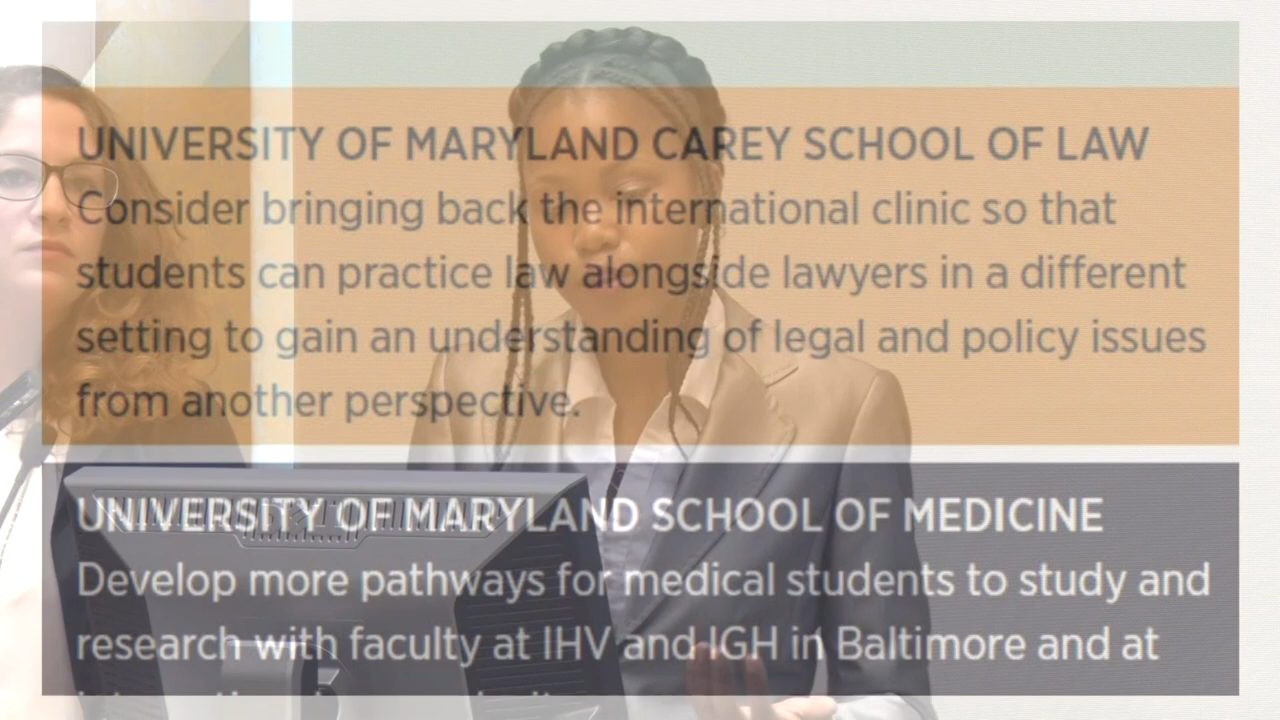 UNIVERSITY OF MARYLAND CAREY SCHOOL OF LAW
Consider bringing back the international clinic so that
students can practice law alongside lawyers in a different
setting to gain an understanding of legal and policy issues
from another perspective.
UNIVERSITY OF MARYLAND SCHOOL OF MEDICINE
Develop more pathways for medical students to study and
research with faculty at IHV and IGH in Baltimore and at